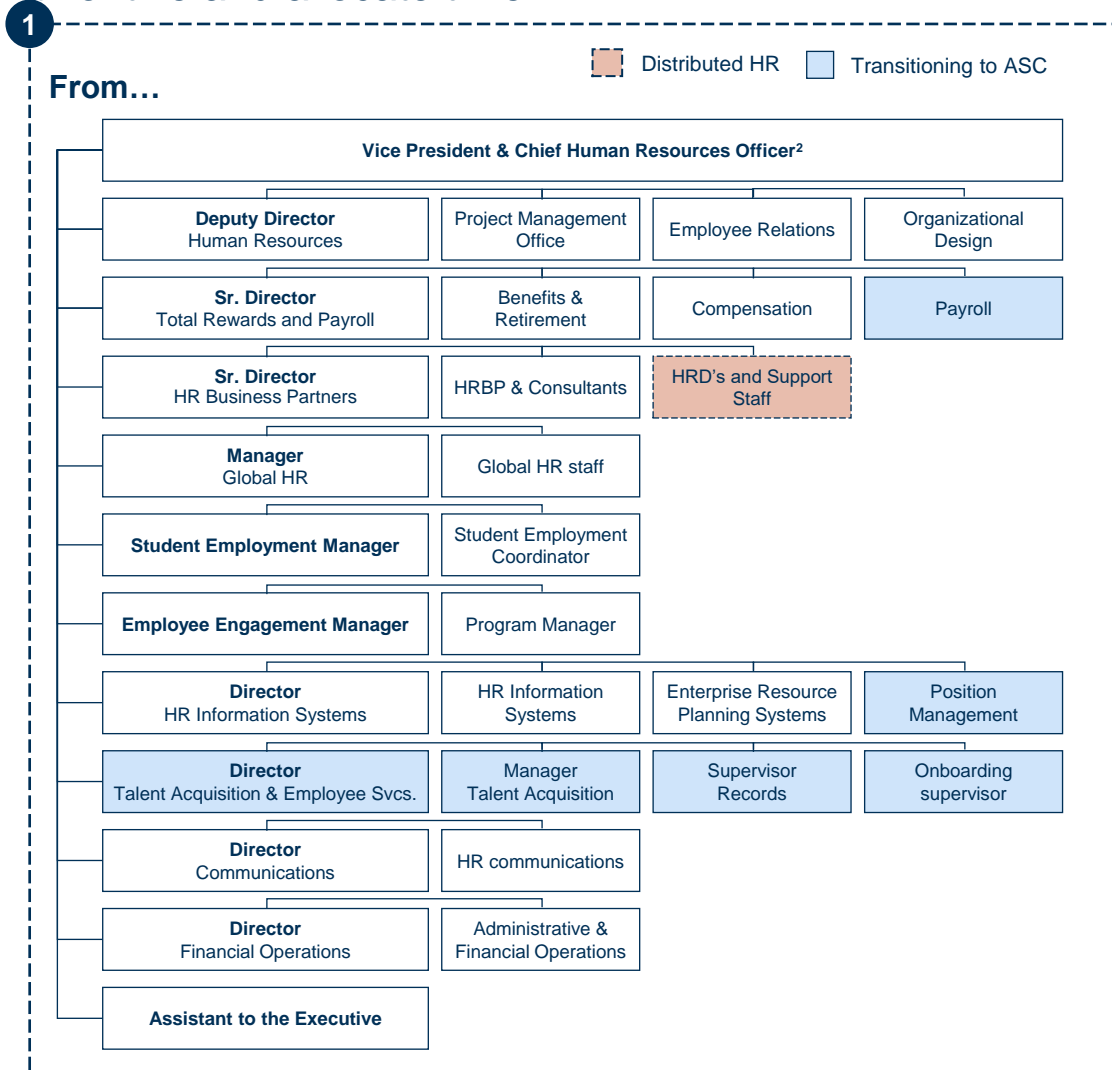 1
Distributed HR
Transitioning to ASC
From…
Vice President & Chief Human Resources Officer²
Deputy Director
Human Resources
Project Management
Office
Employee Relations
Organizational
Design
Sr. Director
Total Rewards and Payroll
Benefits &
Retirement
Compensation
Payroll
Sr. Director
HR Business Partners
HRBP & Consultants
HRD's and Support
Staff
Manager
Global HR
Global HR staff
Student Employment Manager
Student Employment
Coordinator
Employee Engagement Manager
Program Manager
Director
HR Information Systems
HR Information
Systems
Enterprise Resource
Planning Systems
Position
Management
Director
Talent Acquisition & Employee Svcs.
Manager
Talent Acquisition
Supervisor
Records
Onboarding
supervisor
Director
Communications
HR communications
Director
Financial Operations
Administrative &
Financial Operations
Assistant to the Executive